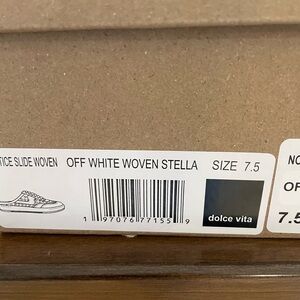 TICE SLIDE WOVEN OFF WHITE WOVEN STELLA SIZE 7.5
1 97076 77155 9
dolce vita
NO
OF
7.5